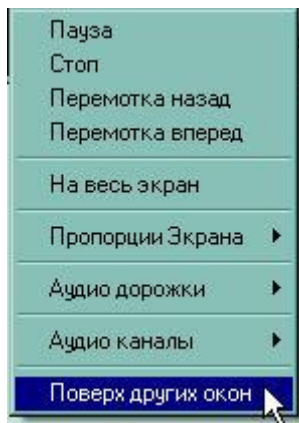 Пауза
Стоп
Перемотка назад
Перемотка вперед
На весь экран
Пропорции Экрана
Аудио дорожки
Аудио каналы
Поверх других окон